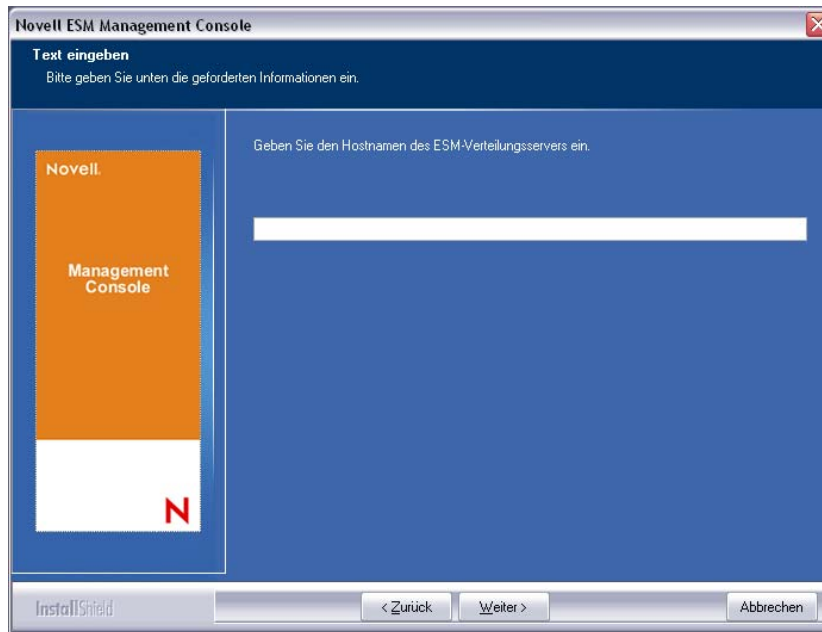 Novell ESM Management Console
Text eingeben
Bitte geben Sie unten die geforderten Informationen ein.
Geben Sie den Hostnamen des ESM-Verteilungsservers ein.
Novell.
Management
Console
N
InstallShield
< Zurück
Weiter >
Abbrechen